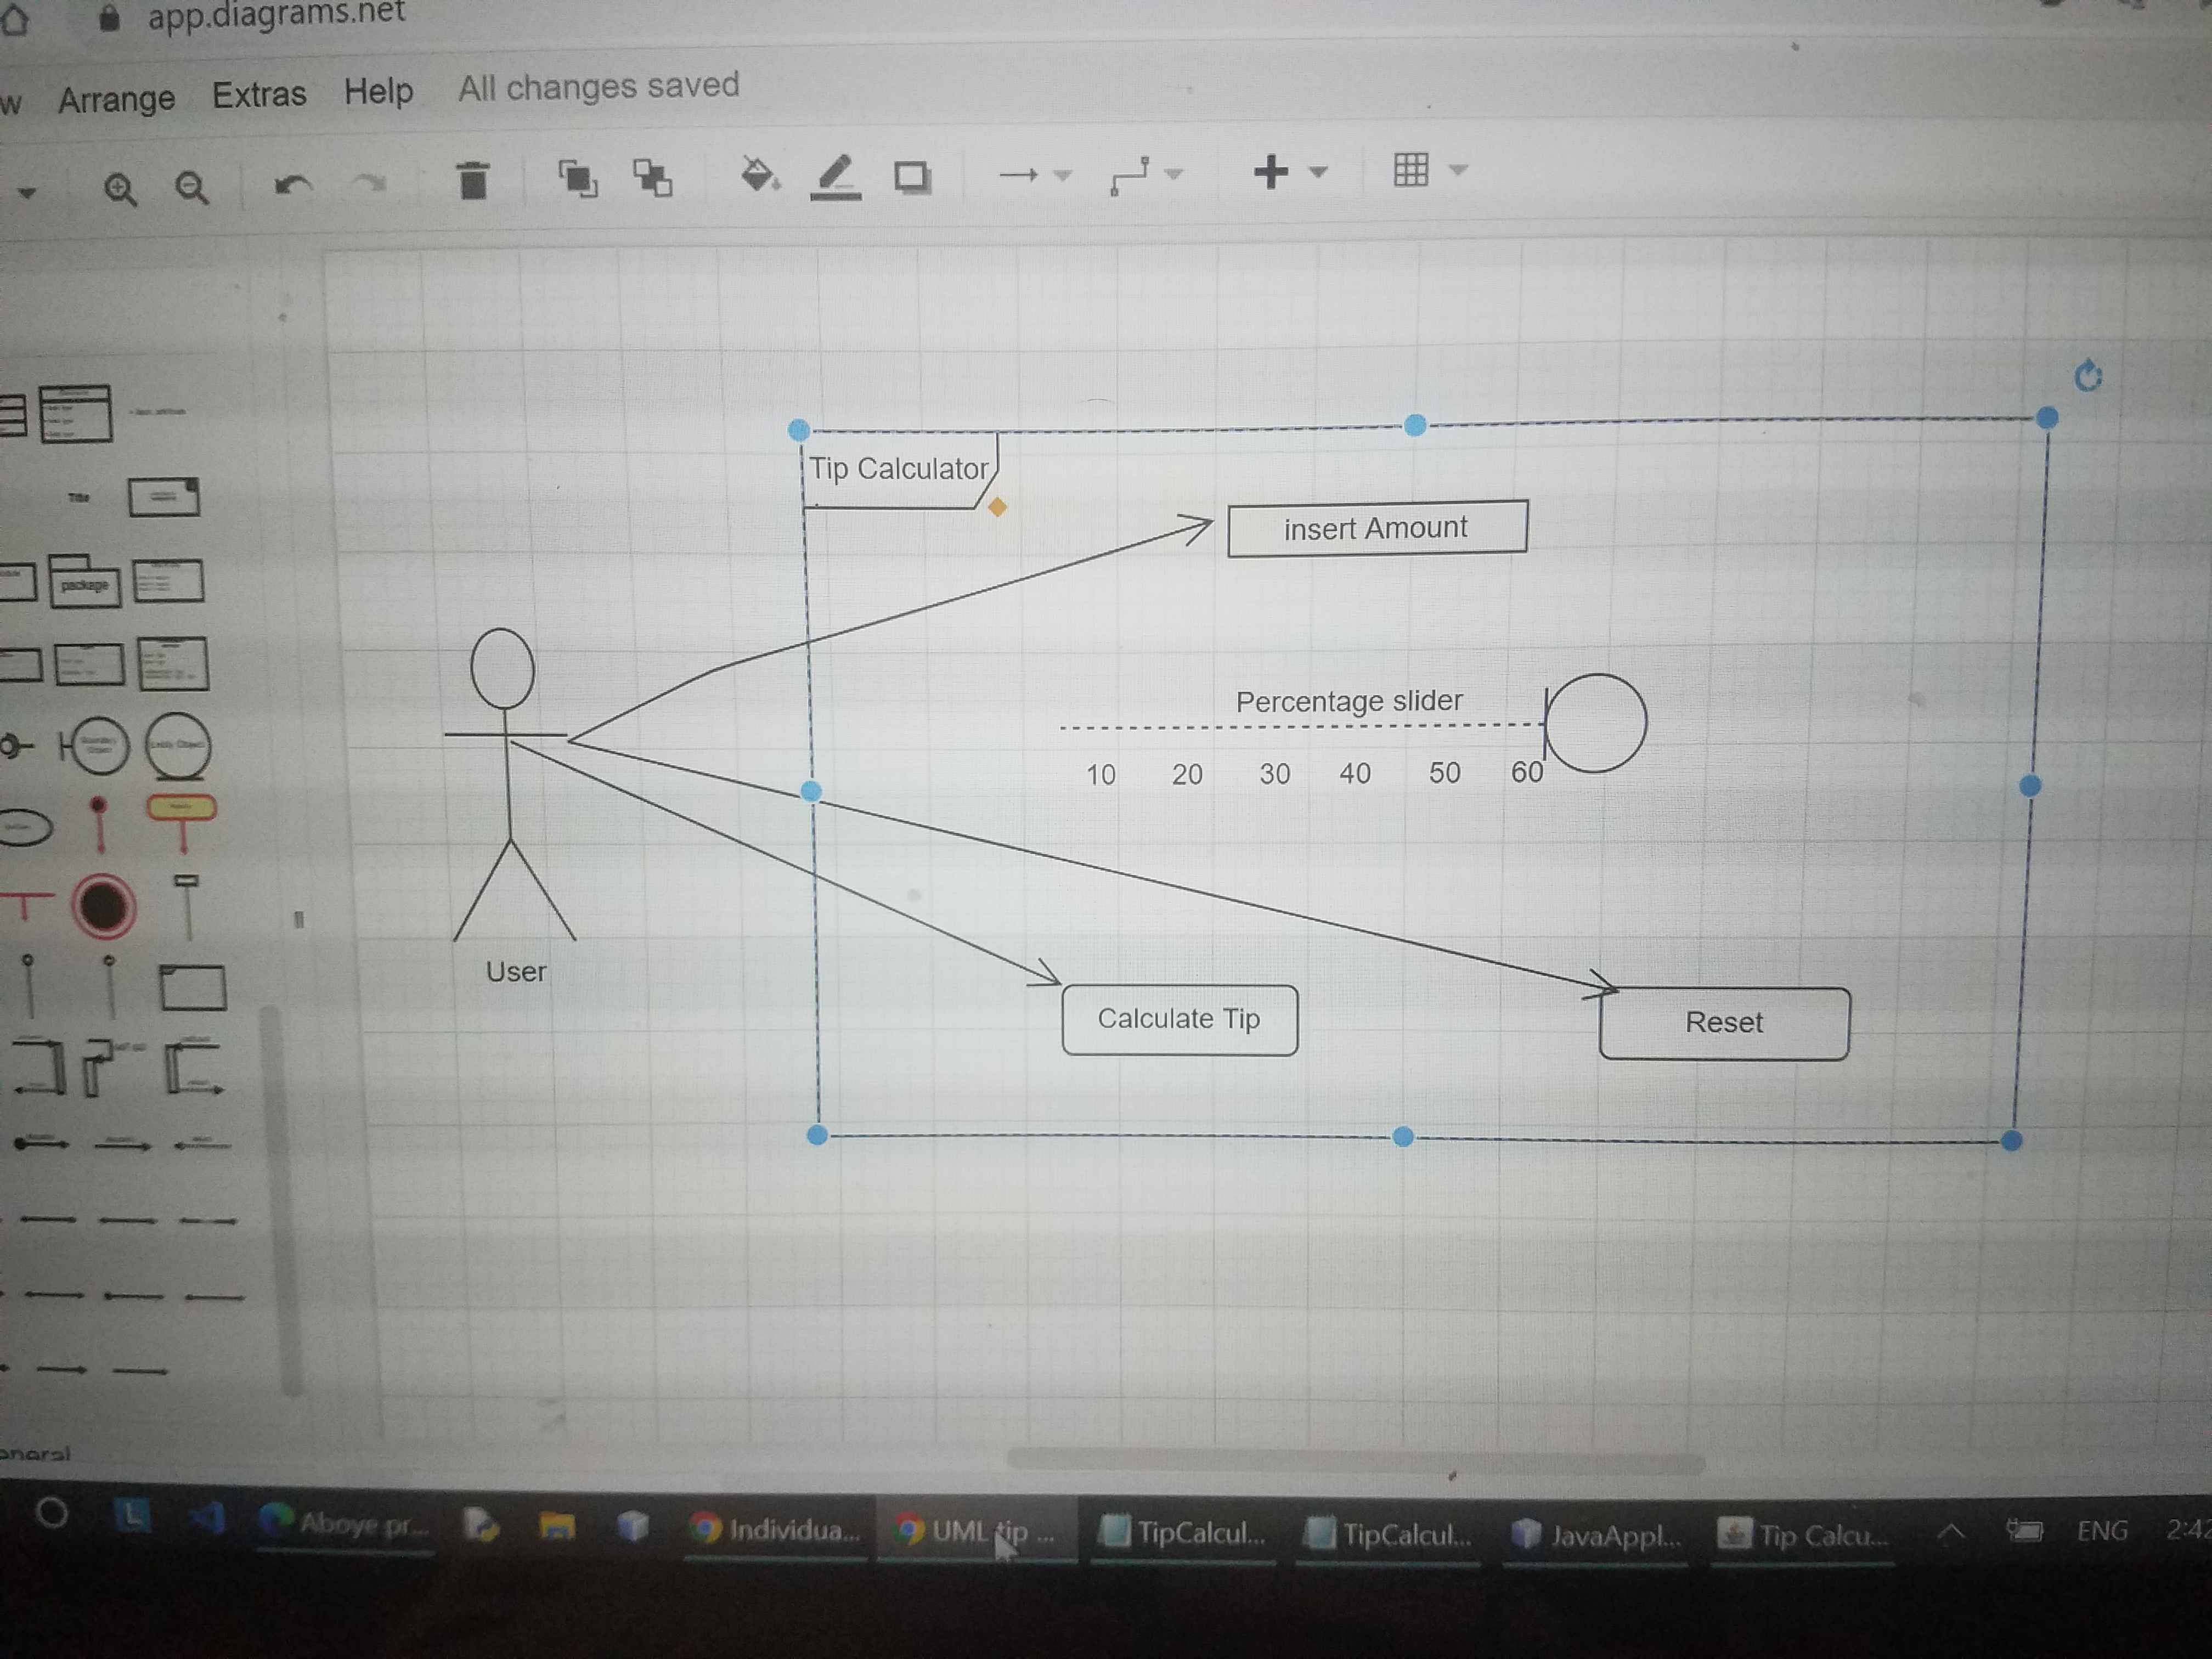 app.diagrams.net
w Arrange Extras Help All changes saved
Tip Calculator
insert Amount
Title
package
Percentage slider
10 20 30 40 50 60
User
Calculate Tip
Reset
L
Aboye pr...
Individua...
UML tip ...
TipCalcul...
TipCalcul...
JavaAppl...
Tip Calcu...
ENG
2:42